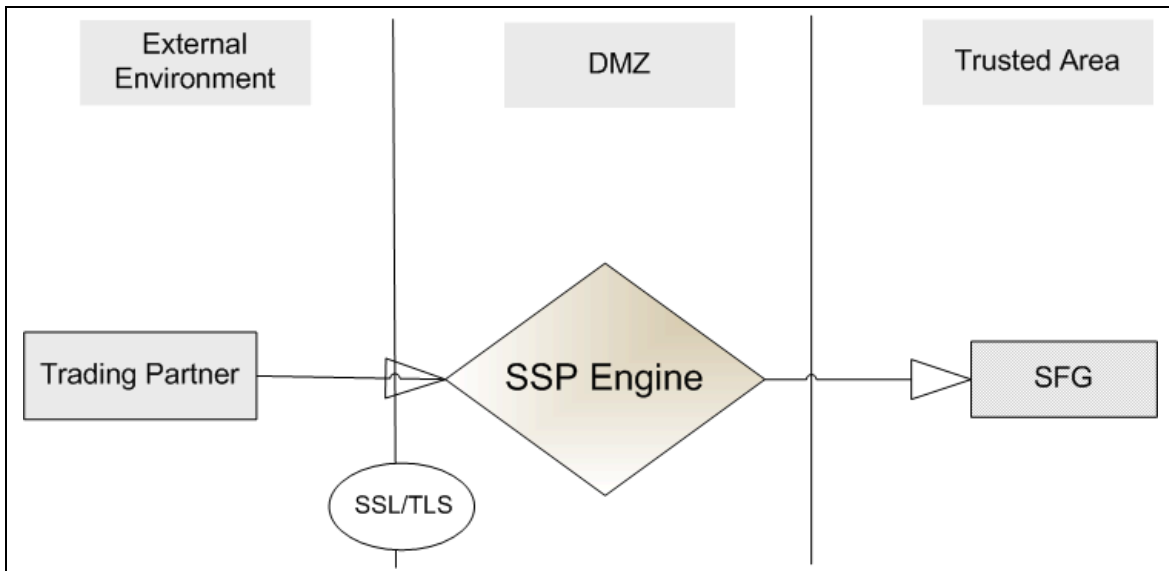 External
Environment
DMZ
Trusted Area
Trading Partner
SSP Engine
SFG
SSL/TLS